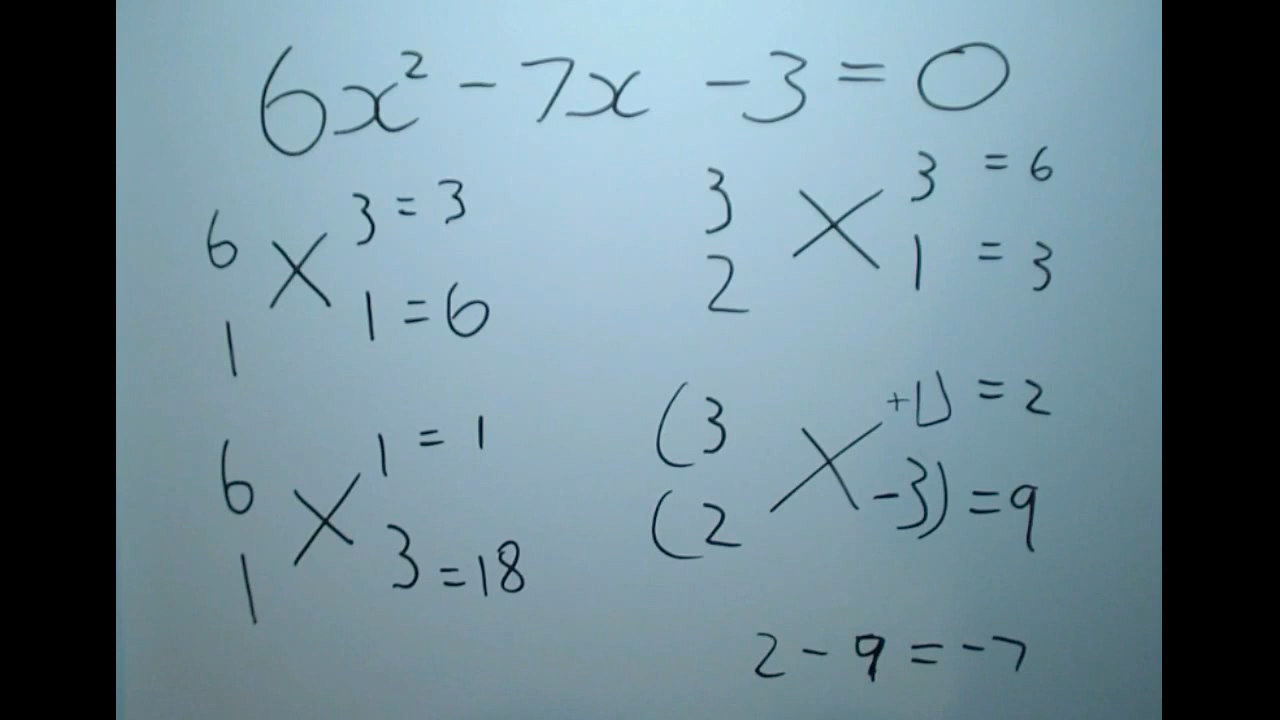 6x² - 7x - 3 = 0
6 3 = 3
╳
1 1 = 6
3 3 = 6
╳
2 1 = 3
6 1 = 1
╳
1 3 = 18
(3 +1) = 2
╳
(2 -3) = 9
2 - 9 = -7